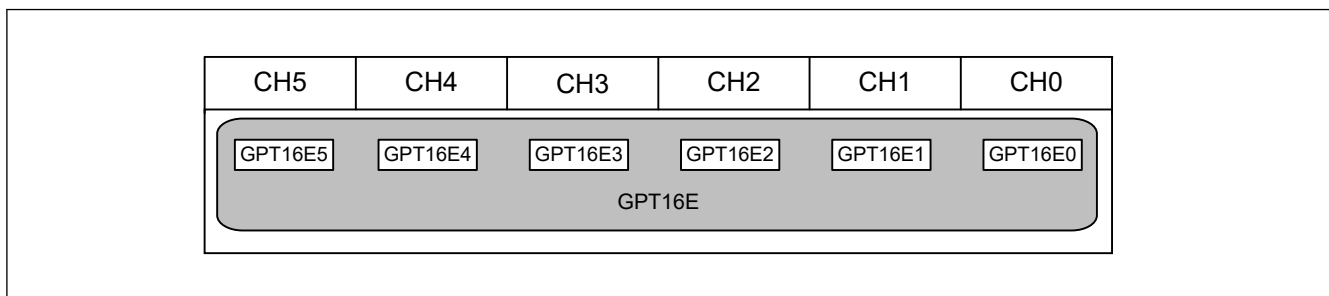 CH5 CH4 CH3 CH2 CH1 CH0
GPT16E5 GPT16E4 GPT16E3 GPT16E2 GPT16E1 GPT16E0
GPT16E